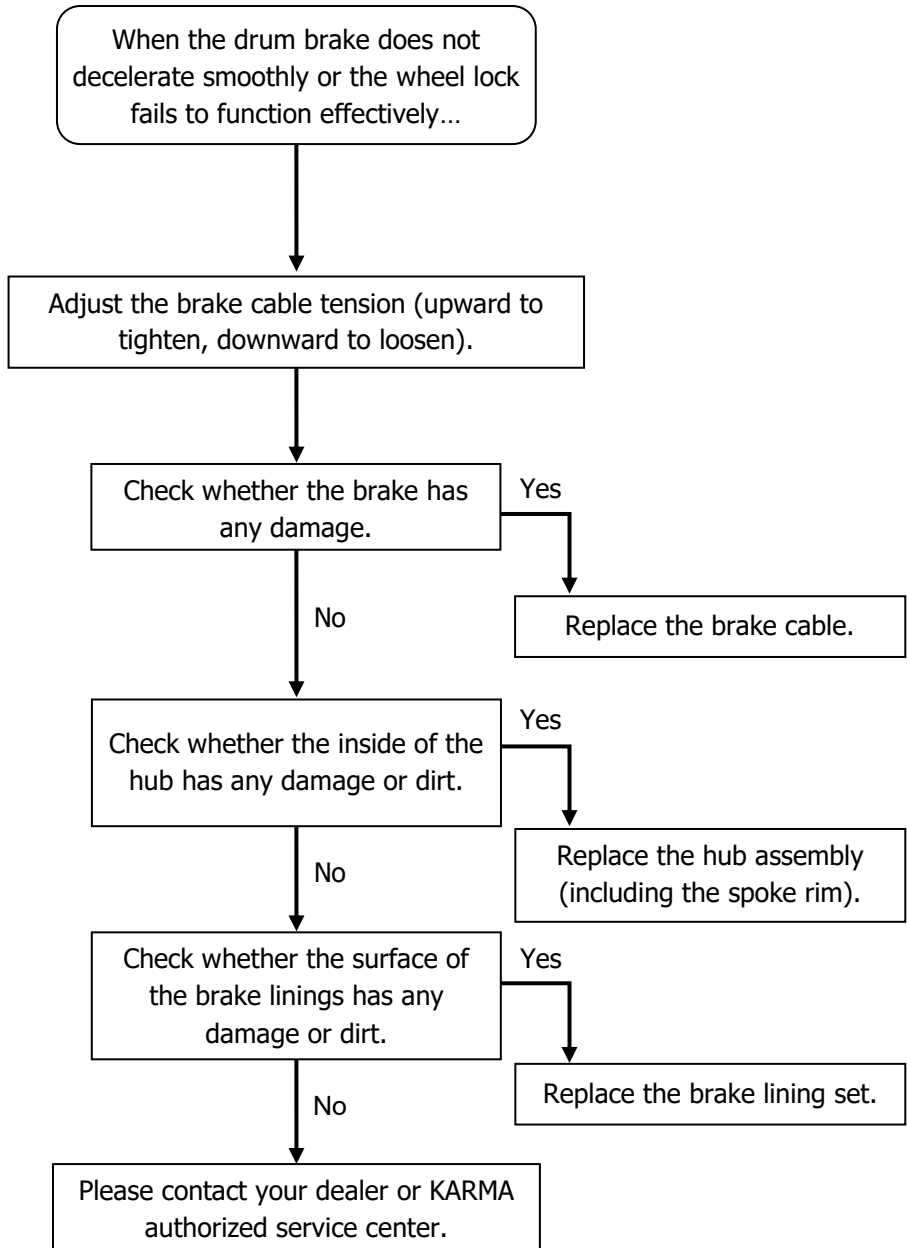 When the drum brake does not
decelerate smoothly or the wheel lock
fails to function effectively…
Adjust the brake cable tension (upward to
tighten, downward to loosen).
Check whether the brake has
any damage.
Yes
No
Replace the brake cable.
Check whether the inside of the
hub has any damage or dirt.
Yes
No
Replace the hub assembly
(including the spoke rim).
Check whether the surface of
the brake linings has any
damage or dirt.
Yes
No
Replace the brake lining set.
Please contact your dealer or KARMA
authorized service center.